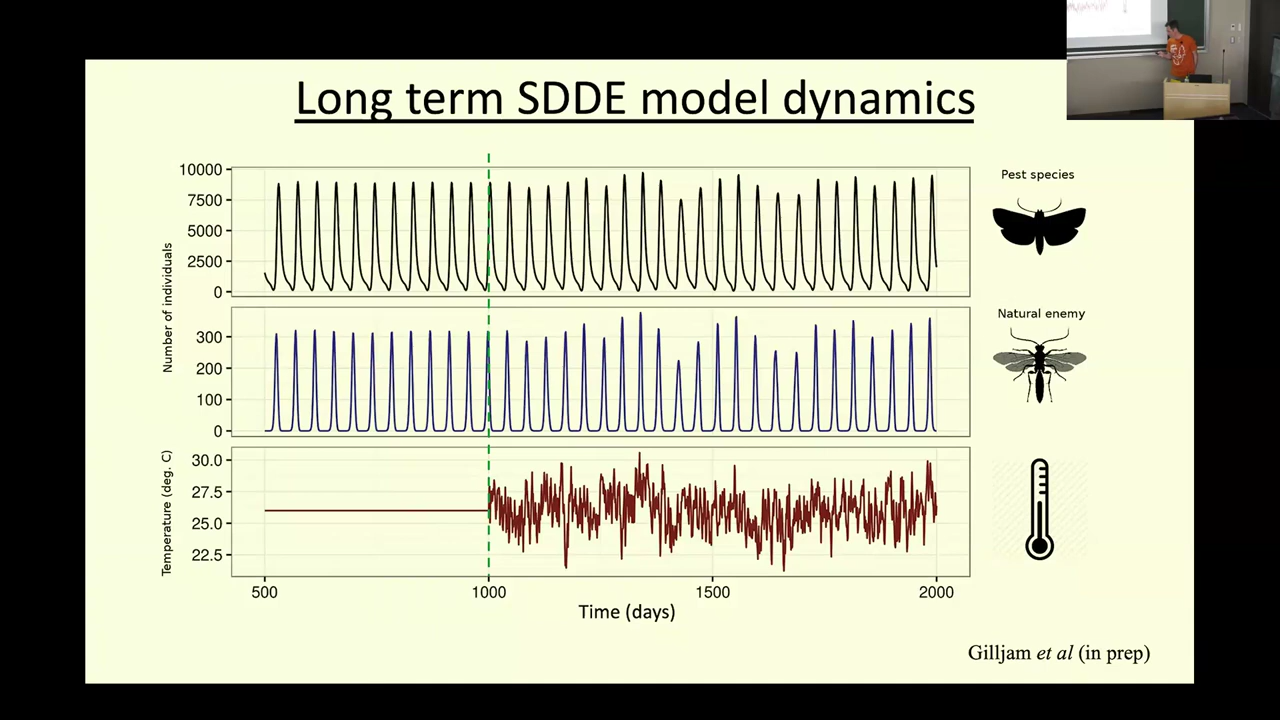 Long term SDDE model dynamics
10000
7500
5000
2500
0
Number of individuals
Pest species
300
200
100
0
Natural enemy
30.0
27.5
25.0
22.5
Temperature (deg. C)
500 1000 1500 2000
Time (days)
Gilljam et al (in prep)